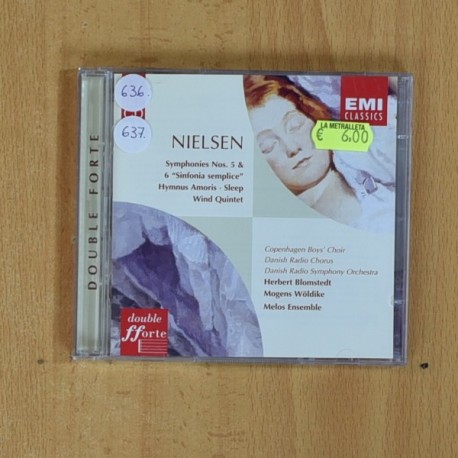 636.
637
DOUBLE FORTE
EMI
CLASSICS
LA METRALLETA
€ 6,00
NIELSEN
Symphonies Nos. 5 &
6 "Sinfonia semplice"
Hymnus Amoris · Sleep
Wind Quintet
Copenhagen Boys' Choir
Danish Radio Chorus
Danish Radio Symphony Orchestra
Herbert Blomstedt
Mogens Wöldike
Melos Ensemble
double
fforte